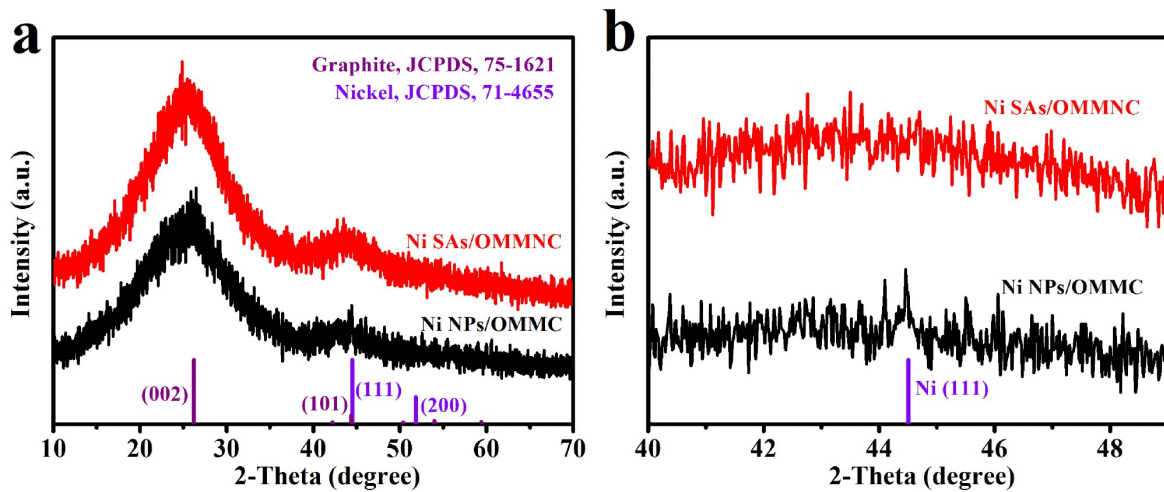 a
Graphite, JCPDS, 75-1621
Nickel, JCPDS, 71-4655
Ni SAs/OMMNC
Ni NPs/OMMC
(002)
(101)
(111)
(200)
Intensity (a.u.)
10 20 30 40 50 60 70
2-Theta (degree)
b
Ni SAs/OMMNC
Ni NPs/OMMC
Ni (111)
Intensity (a.u.)
40 42 44 46 48
2-Theta (degree)